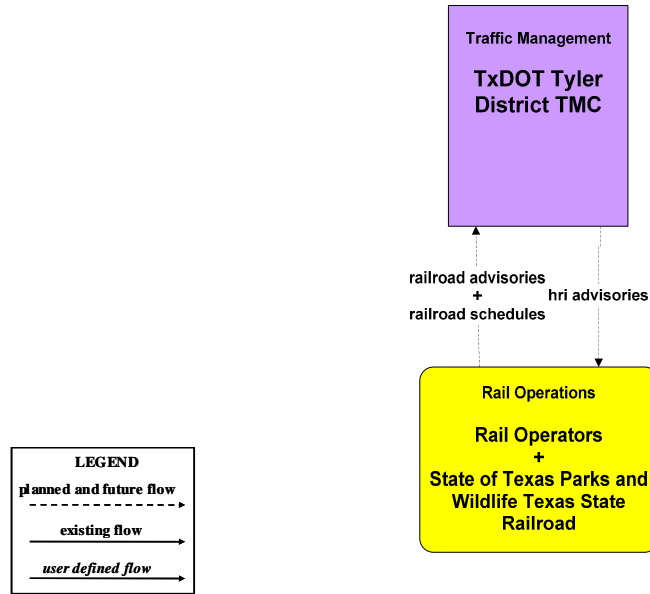 Traffic Management
TxDOT Tyler
District TMC
railroad advisories
+
railroad schedules
hri advisories
Rail Operations
Rail Operators
+
State of Texas Parks and
Wildlife Texas State
Railroad
LEGEND
planned and future flow
existing flow
user defined flow